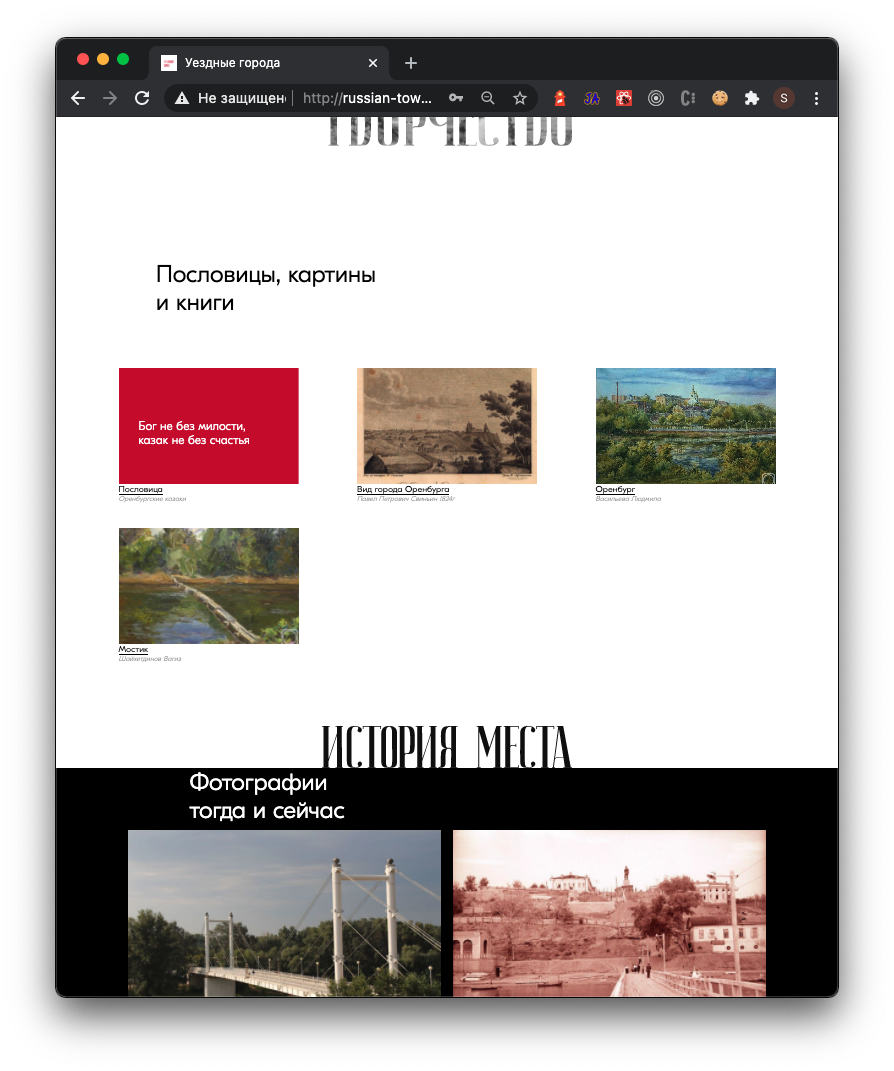 Уездные города
Не защищен
http://russian-tow...
S
ТВОРЧЕСТВО
Пословицы, картины
и книги
Бог не без милости,
казак не без счастья
Пословица
Оренбургские казаки
Вид города Оренбурга
Павел Петрович Свиньин 1824г
Оренбург
Васильева Людмила
Мостик
Шайхетдинов Вагиз
ИСТОРИЯ МЕСТА
Фотографии
тогда и сейчас